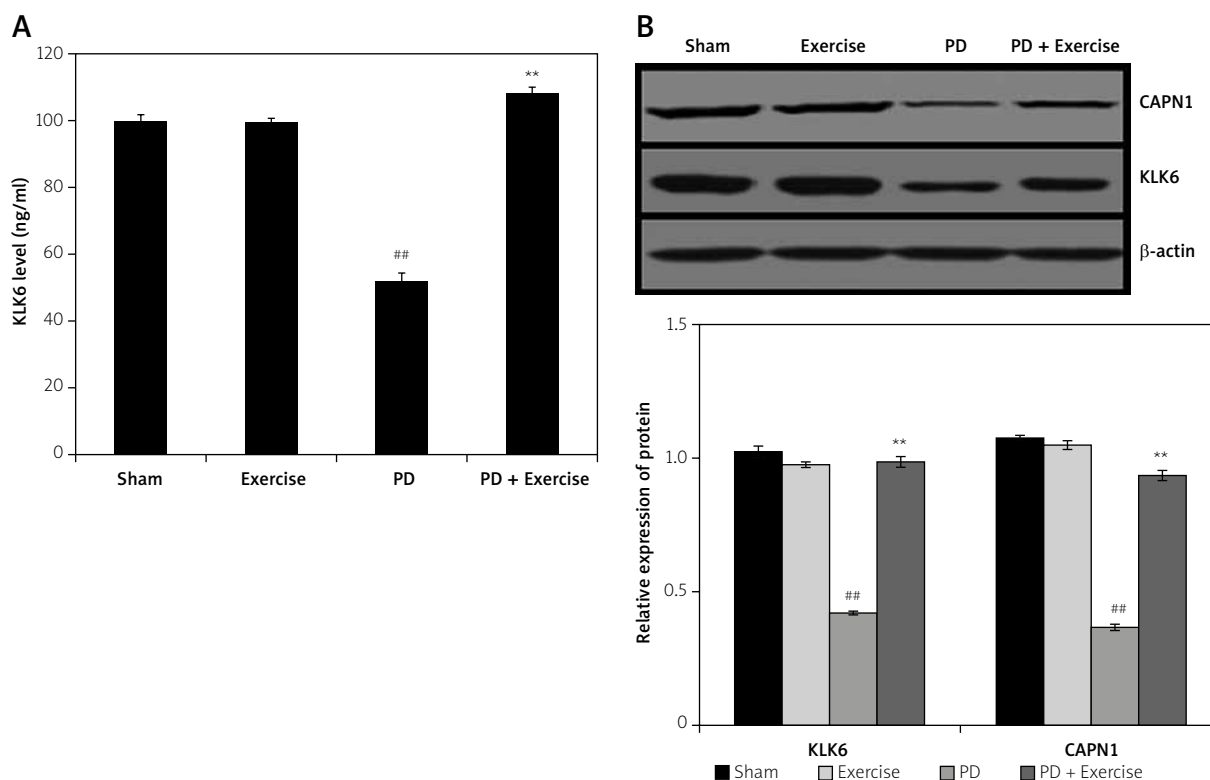 A
120
100
80
60
40
20
0
KLK6 level (ng/ml)
##
**
Sham Exercise PD PD + Exercise
B
Sham Exercise PD PD + Exercise
CAPN1
KLK6
β-actin
1.5
1.0
0.5
0
Relative expression of protein
##
**
##
**
KLK6 CAPN1
Sham Exercise PD PD + Exercise